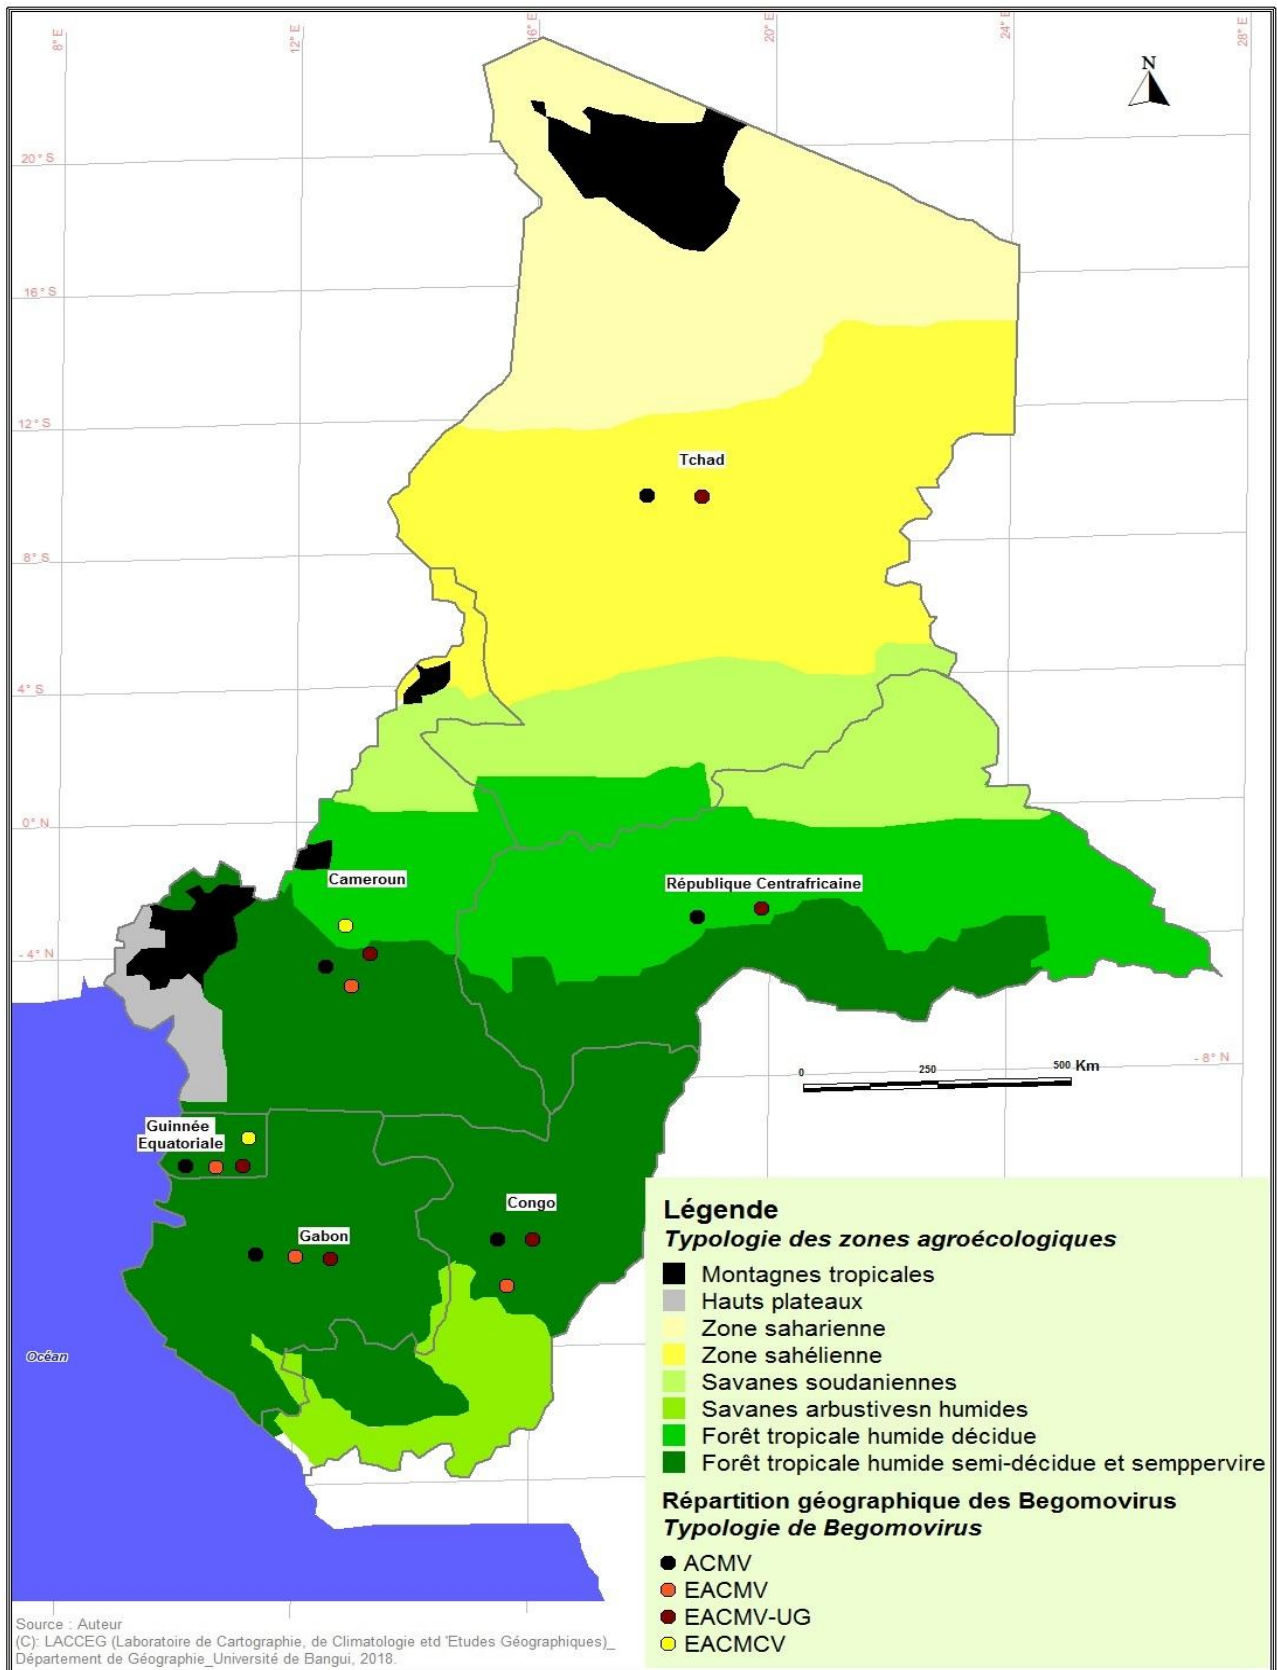 8° E
12° E
16° E
20° E
24° E
28° E
N
20° S
16° S
12° S
Tchad
8° S
4° S
0° N
Cameroun
République Centrafricaine
- 4° N
- 8° N
0 250 500 Km
Guinnée
Equatoriale
Congo
Gabon
Océan
Légende
Typologie des zones agroécologiques
Montagnes tropicales
Hauts plateaux
Zone saharienne
Zone sahélienne
Savanes soudaniennes
Savanes arbustivesn humides
Forêt tropicale humide décidue
Forêt tropicale humide semi-décidue et semppervire
Répartition géographique des Begomovirus
Typologie de Begomovirus
ACMV
EACMV
EACMV-UG
EACMCV
Source : Auteur
(C): LACCEG (Laboratoire de Cartographie, de Climatologie etd 'Etudes Géographiques)_
Département de Géographie_Université de Bangui, 2018.